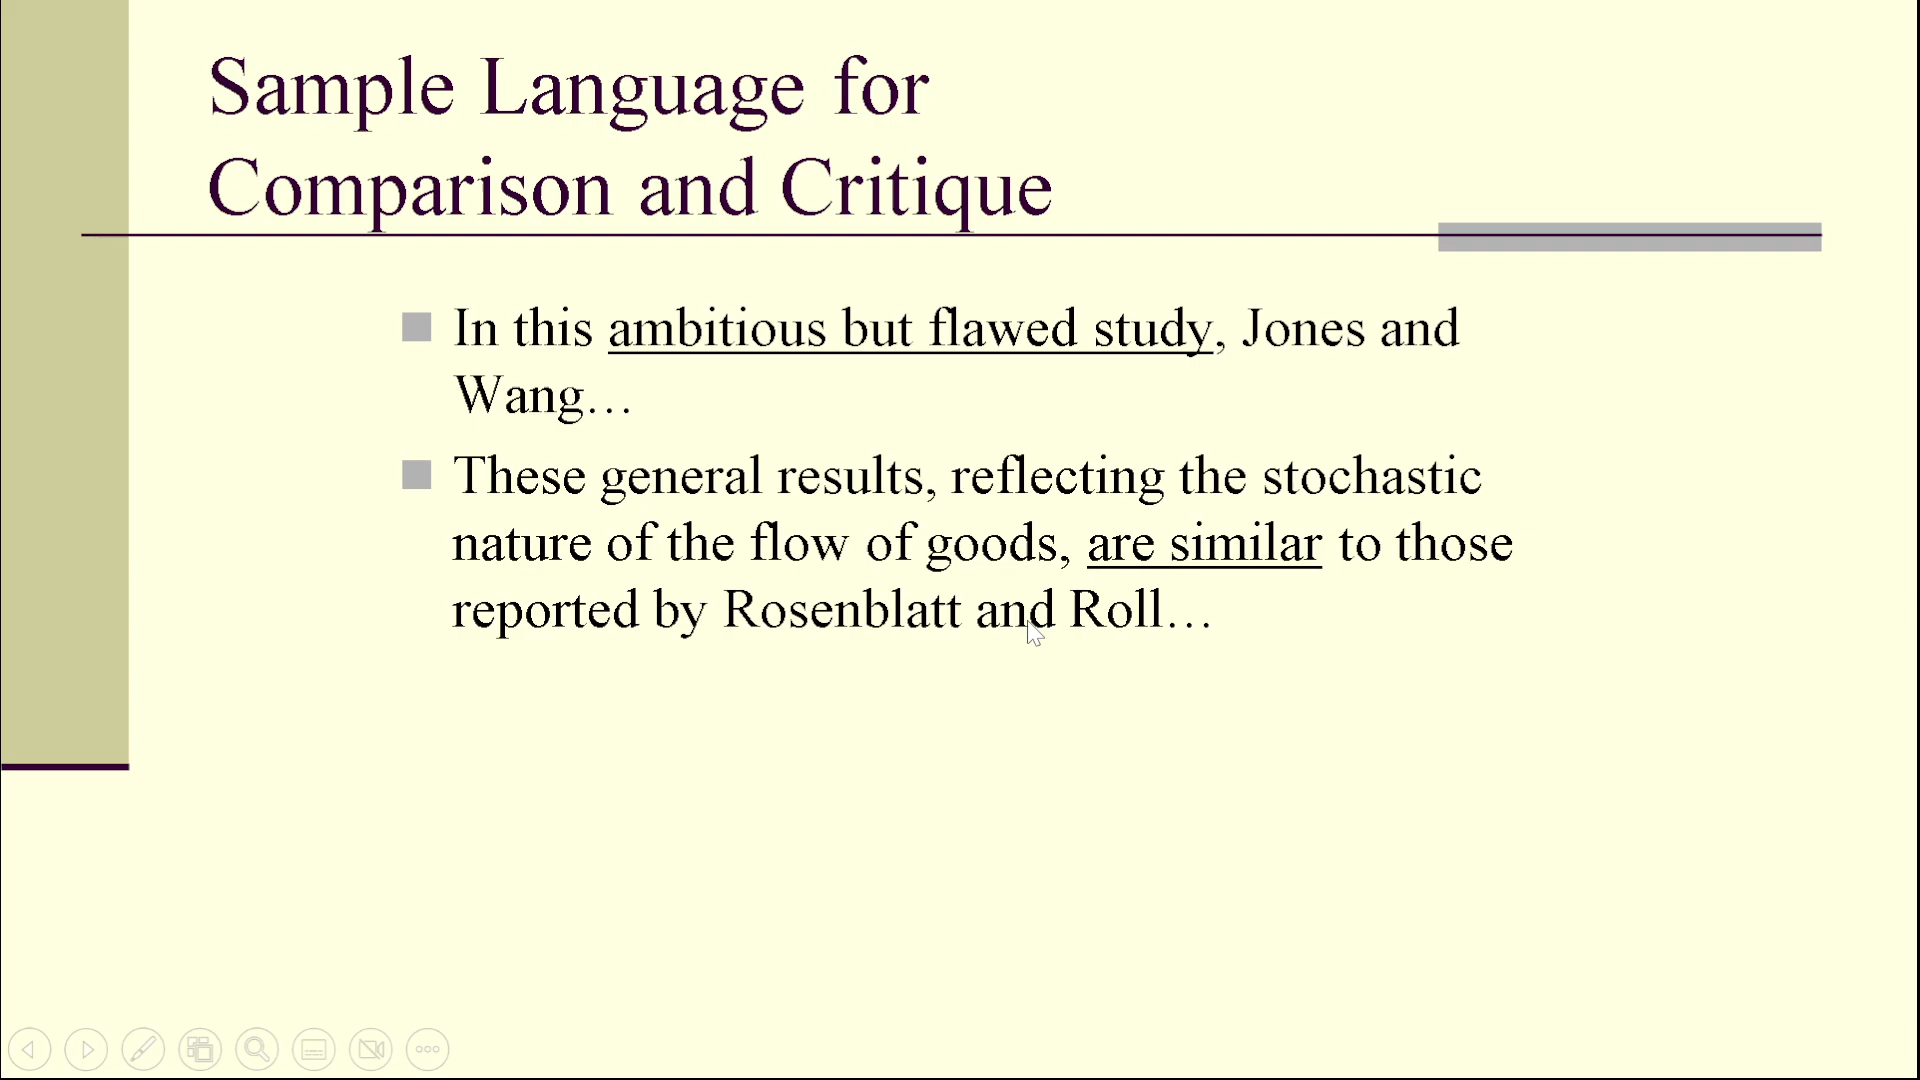 Sample Language for
Comparison and Critique
In this ambitious but flawed study, Jones and
Wang…
These general results, reflecting the stochastic
nature of the flow of goods, are similar to those
reported by Rosenblatt and Roll…